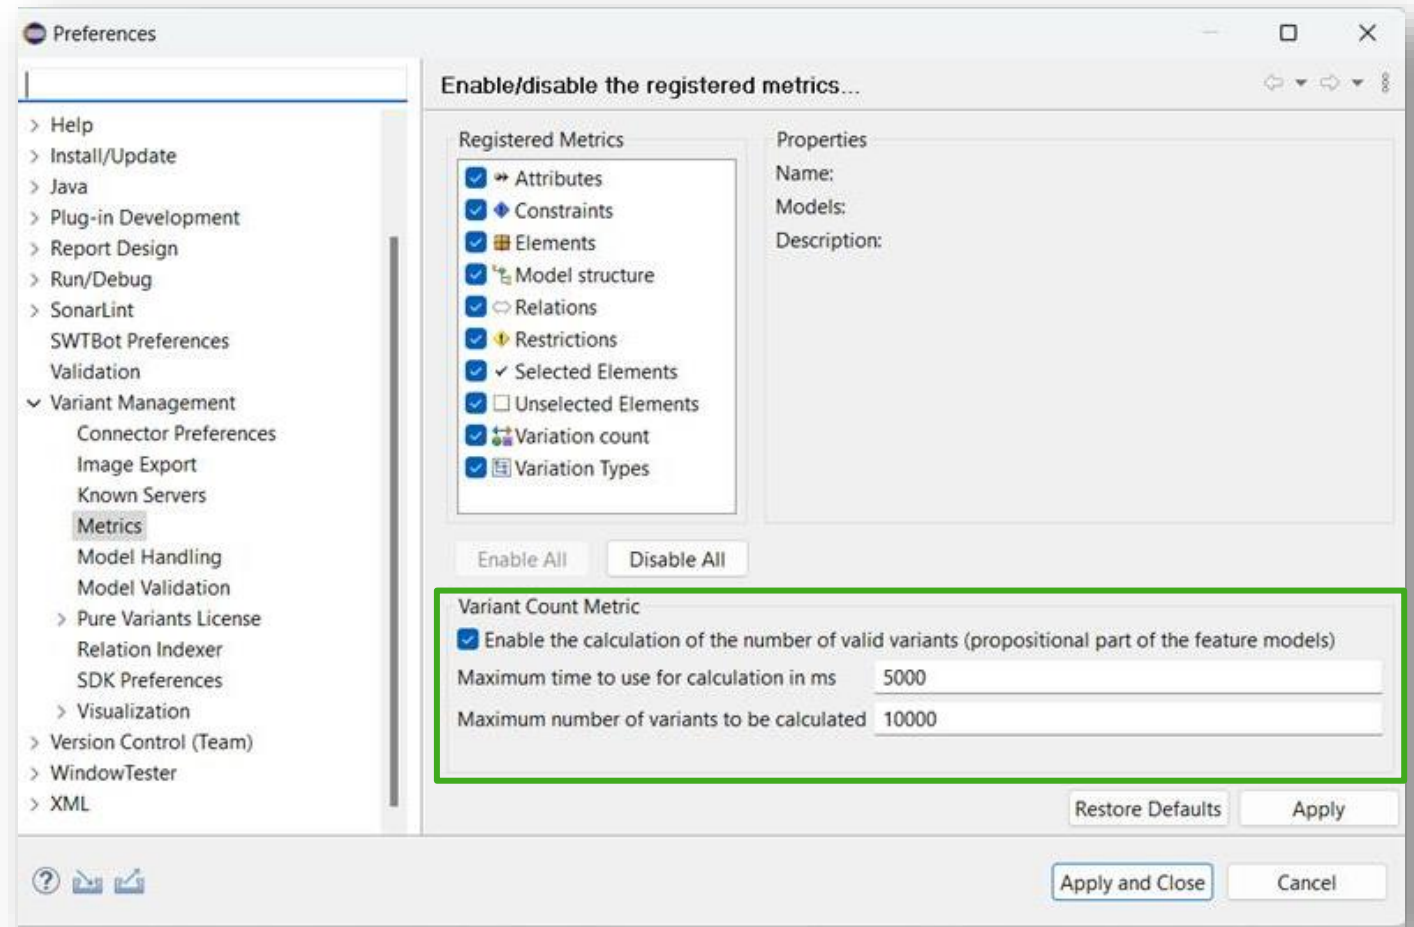 Preferences
Enable/disable the registered metrics...
Help
Install/Update
Java
Plug-in Development
Report Design
Run/Debug
SonarLint
SWTBot Preferences
Validation
Variant Management
Connector Preferences
Image Export
Known Servers
Metrics
Model Handling
Model Validation
Pure Variants License
Relation Indexer
SDK Preferences
Visualization
Version Control (Team)
WindowTester
XML
Registered Metrics
Attributes
Constraints
Elements
Model structure
Relations
Restrictions
Selected Elements
Unselected Elements
Variation count
Variation Types
Properties
Name:
Models:
Description:
Enable All Disable All
Variant Count Metric
Enable the calculation of the number of valid variants (propositional part of the feature models)
Maximum time to use for calculation in ms 5000
Maximum number of variants to be calculated 10000
Restore Defaults Apply
Apply and Close Cancel